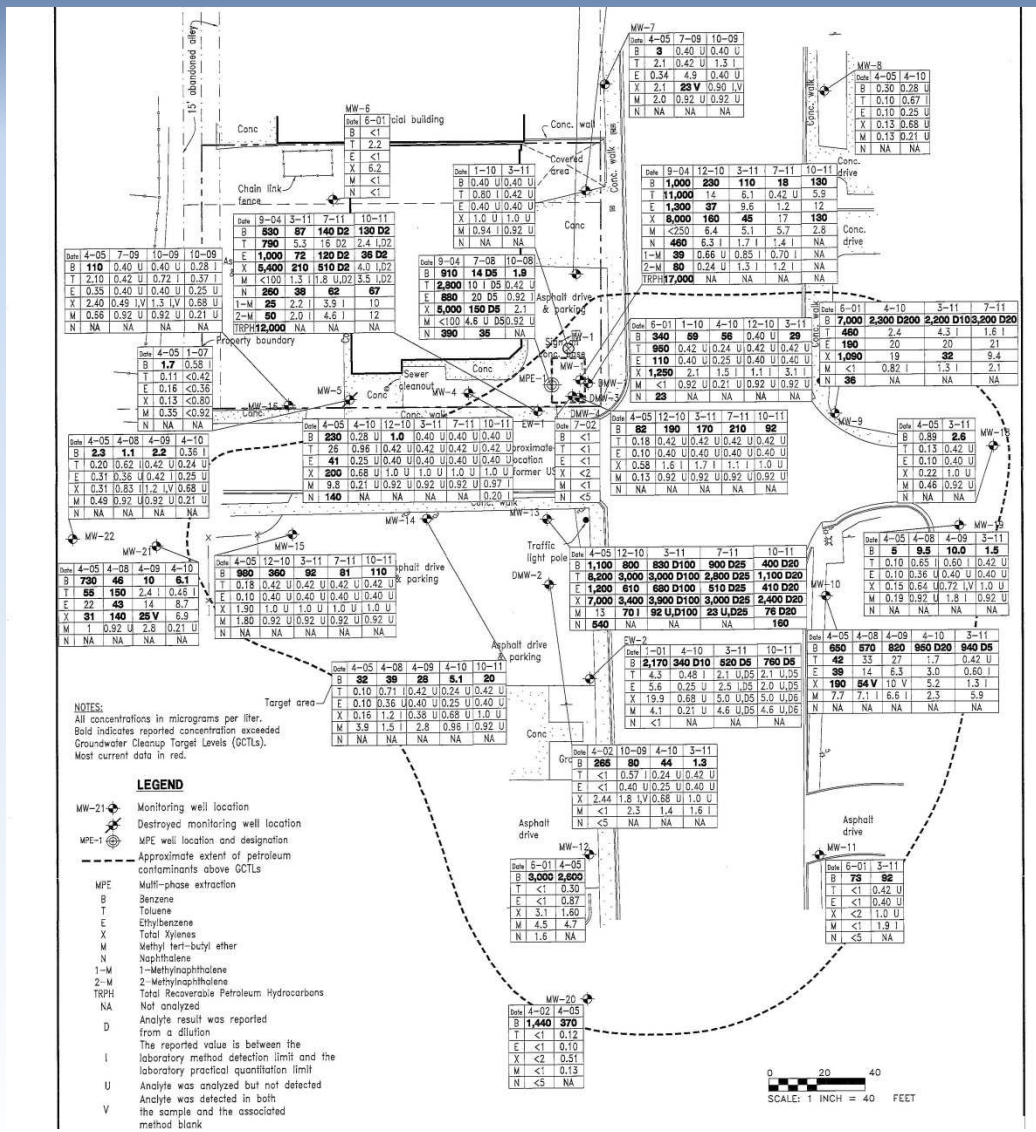 MW-7
Date 4-05 7-09 10-09
B 3 0.40 U 0.40 U
T 2.1 0.42 U 1.3 I
E 0.34 4.9 0.40 U
X 2.1 23 V 0.90 I,V
M 2.0 0.92 U 0.92 U
N NA NA NA
MW-8
Date 4-05 4-10
B 0.30 0.28 U
T 0.10 0.67 I
E 0.10 0.25 U
X 0.13 0.68 U
M 0.13 0.21 U
N NA NA
15' abandoned alley
MW-6
Date 6-01
B <1
T 2.2
E <1
X 6.2
M <1
N <1
cial building
Conc
Conc. wall
Conc. walk
Conc. walk
Chain link
fence
Covered
area
Conc
Conc.
drive
Conc.
drive
Date 1-10 3-11
B 0.40 U 0.40 U
T 0.80 I 0.42 U
E 0.40 U 0.40 U
X 1.0 U 1.0 U
M 0.94 I 0.92 U
N NA NA
Date 9-04 12-10 3-11 7-11 10-11
B 1,000 230 110 18 130
T 11,000 14 6.1 0.42 U 5.9
E 1,300 37 9.6 1.2 12
X 8,000 160 45 17 130
M <250 6.4 5.1 5.7 2.8
N 460 6.3 I 1.7 I 1.4 I NA
1-M 39 0.66 U 0.85 I 0.70 I NA
2-M 80 0.24 U 1.3 I 1.2 I NA
TRPH 17,000 NA NA NA NA
Date 9-04 3-11 7-11 10-11
B 530 87 140 D2 130 D2
T 790 5.3 16 D2 2.4 I,D2
E 1,000 72 120 D2 36 D2
X 5,400 210 510 D2 4.0 I,D2
M <100 1.3 I 1.8 U,D2 3.5 I,D2
N 260 38 62 67
1-M 25 2.2 I 3.9 I 10
2-M 50 2.0 I 4.6 I 12
TRPH 12,000 NA NA NA
Date 4-05 7-09 10-09 10-09
B 110 0.40 U 0.40 U 0.28 I
T 2.10 0.42 U 0.72 I 0.37
E 0.35 0.40 U 0.40 U 0.25 U
X 2.40 0.49 I,V 1.3 I,V 0.68 U
M 0.56 0.92 U 0.92 U 0.21 U
N NA NA NA NA
Date 9-04 7-08 10-08
B 910 14 D5 1.9
T 2,800 10 I D5 0.42 U
E 880 20 D5 0.92 I
X 5,000 150 D5 2.1
M <100 4.6 U D5 0.92 U
N 390 35 NA
Asphalt drive
& parking
Property boundary
Date 4-05 1-07
B 1.7 0.58 I
T 0.11 <0.42
E 0.16 <0.36
X 0.13 <0.80
M 0.35 <0.92
N NA NA
Date 6-01 1-10 4-10 12-10 3-11
B 340 59 56 0.40 U 29
T 950 0.42 U 0.24 U 0.42 U 0.42 U
E 110 0.40 U 0.25 U 0.40 U 0.40 U
X 1,250 2.1 1.5 I 1.1 I 3.1
M <1 0.92 U 0.21 U 0.92 U 0.92 U
N 23 NA NA NA NA
Date 6-01 4-10 3-11 7-11
B 7,000 2,300 D200 2,200 D10 3,200 D20
T 460 2.4 4.3 I 1.6 I
E 190 20 20 21
X 1,090 19 32 9.4
M <1 0.82 I 1.3 I 2.1
N 36 NA NA NA
MPE-1
MW-5
Sewer
cleanout
MW-4
MW-16
Conc
Conc.
Conc. walk
EW-1
DMW-1
DMW-3
DMW-4
MW-9
MW-18
Date 4-05 4-08 4-09 4-10
B 2.3 1.1 2.2 0.36 I
T 0.20 0.62 I 0.42 U 0.24 U
E 0.31 0.36 U 0.42 I 0.25 U
X 0.31 0.83 I 1.2 I,V 0.68 U
M 0.49 0.92 U 0.92 U 0.21 U
N NA NA NA NA
Date 4-05 4-10 12-10 3-11 7-11 10-11
B 230 0.28 U 1.0 0.40 U 0.40 U 0.40 U
T 26 0.96 I 0.42 U 0.42 U 0.42 U 0.42 U
E 41 0.25 U 0.40 U 0.40 U 0.40 U 0.40 U
X 200 0.68 U 1.0 U 1.0 U 1.0 U 1.0 U
M 9.8 0.21 U 0.92 U 0.92 U 0.92 U 0.97 I
N 140 NA NA NA NA 0.20 I
Date 7-02
B <1
T <1
E <1
X <2
M <1
N <5
Date 4-05 12-10 3-11 7-11 10-11
B 82 190 170 210 92
T 0.18 0.42 U 0.42 U 0.42 U 0.42 U
E 0.10 0.40 U 0.40 U 0.40 U 0.40 U
X 0.58 1.6 I 1.7 I 1.1 I 1.0 U
M 0.13 0.92 U 0.92 U 0.92 U 0.92 U
N NA NA NA NA NA
Date 4-05 3-11
B 0.89 2.6
T 0.13 0.42 U
E 0.10 0.40 U
X 0.22 1.0 U
M 0.46 0.92 U
N NA NA
Conc. walk
MW-22
MW-21
MW-15
MW-14
MW-13
Traffic
light pole
DMW-2
MW-19
MW-10
Date 4-05 4-08 4-09 4-10
B 730 46 10 6.1
T 55 150 2.4 I 0.46 I
E 22 43 14 8.7
X 31 140 25 V 6.9
M 1 0.92 U 2.8 0.21 U
N NA NA NA NA
Date 4-05 12-10 3-11 7-11 10-11
B 980 360 92 81 110
T 0.18 0.42 U 0.42 U 0.42 U 0.42 U
E 0.10 0.40 U 0.40 U 0.40 U 0.40 U
X 1.90 1.0 U 1.0 U 1.0 U 1.0 U
M 1.80 0.92 U 0.92 U 0.92 U 0.92 U
N NA NA NA NA NA
Asphalt drive
& parking
Date 4-05 12-10 3-11 7-11 10-11
B 1,100 800 830 D100 900 D25 400 D20
T 8,200 3,000 3,000 D100 2,800 D25 1,100 D20
E 1,200 610 680 D100 510 D25 410 D20
X 7,000 3,400 3,900 D100 3,000 D25 2,400 D20
M 13 70 I 92 U,D100 23 U,D25 76 D20
N 540 NA NA NA 160
Date 4-05 4-08 4-09 3-11
B 5 9.5 10.0 1.5
T 0.10 0.65 I 0.60 I 0.42 U
E 0.10 0.36 U 0.40 U 0.40 U
X 0.15 0.64 U 0.72 I,V 1.0 U
M 0.19 0.92 U 1.8 I 0.92 U
N NA NA NA NA
Asphalt drive
& parking
EW-2
Date 1-01 4-10 3-11 10-11
B 2,170 340 D10 520 D5 760 D5
T 4.3 0.48 I 2.1 U,D5 2.1 U,D5
E 5.6 0.25 U 2.5 I,D5 2.0 U,D5
X 19.9 0.68 U 5.0 U,D5 5.0 U,D6
M 4.1 0.21 U 4.6 U,D5 4.6 U,D6
N <1 NA NA NA
Date 4-05 4-08 4-09 12-10 3-11
B 650 570 820 950 D20 940 D5
T 42 33 27 1.7 0.42 U
E 39 14 6.3 3.0 0.60 I
X 190 54 V 10 V 5.2 1.3 I
M 7.7 7.1 I 6.6 I 2.3 5.9
N NA NA NA NA NA
Target area
Date 4-05 4-08 4-09 4-10 10-11
B 32 39 28 5.1 20
T 0.10 0.71 I 0.42 U 0.24 U 0.42 U
E 0.10 0.36 U 0.40 U 0.25 U 0.40 U
X 0.16 1.2 I 0.38 U 0.68 U 1.0 U
M 3.9 1.5 I 2.8 0.96 I 0.92 U
N NA NA NA NA NA
Conc
Date 4-02 10-09 4-10 3-11
B 265 80 44 1.3
T <1 0.57 I 0.24 U 0.42 U
E <1 0.40 U 0.25 U 0.40 U
X 2.44 1.8 I,V 0.68 U 1.0 U
M <1 2.3 1.4 1.6 I
N <5 NA NA NA
Asphalt
drive
MW-12
Date 6-01 4-05
B 3,000 2,600
T <1 0.30
E <1 0.87
X 3.1 1.60
M 4.5 4.7
N 1.6 NA
Asphalt
drive
MW-11
Date 6-01 3-11
B 73 92
T <1 0.42 U
E <1 0.40 U
X <2 1.0 U
M <1 1.9 I
N <5 NA
MW-20
Date 4-02 4-05
B 1,440 370
T <1 0.12
E <1 0.10
X <2 0.51
M <1 0.13
N <5 NA
NOTES:
All concentrations in micrograms per liter.
Bold indicates reported concentration exceeded
Groundwater Cleanup Target Levels (GCTLs).
Most current data in red.
LEGEND
MW-21 Monitoring well location
Destroyed monitoring well location
MPE-1 MPE well location and designation
Approximate extent of petroleum
contaminants above GCTLs
MPE Multi-phase extraction
B Benzene
T Toluene
E Ethylbenzene
X Total Xylenes
M Methyl tert-butyl ether
N Naphthalene
1-M 1-Methylnaphthalene
2-M 2-Methylnaphthalene
TRPH Total Recoverable Petroleum Hydrocarbons
NA Not analyzed
D Analyte result was reported
from a dilution
I The reported value is between the
laboratory method detection limit and the
laboratory practical quantitation limit
U Analyte was analyzed but not detected
V Analyte was detected in both
the sample and the associated
method blank
0 20 40
SCALE: 1 INCH = 40 FEET